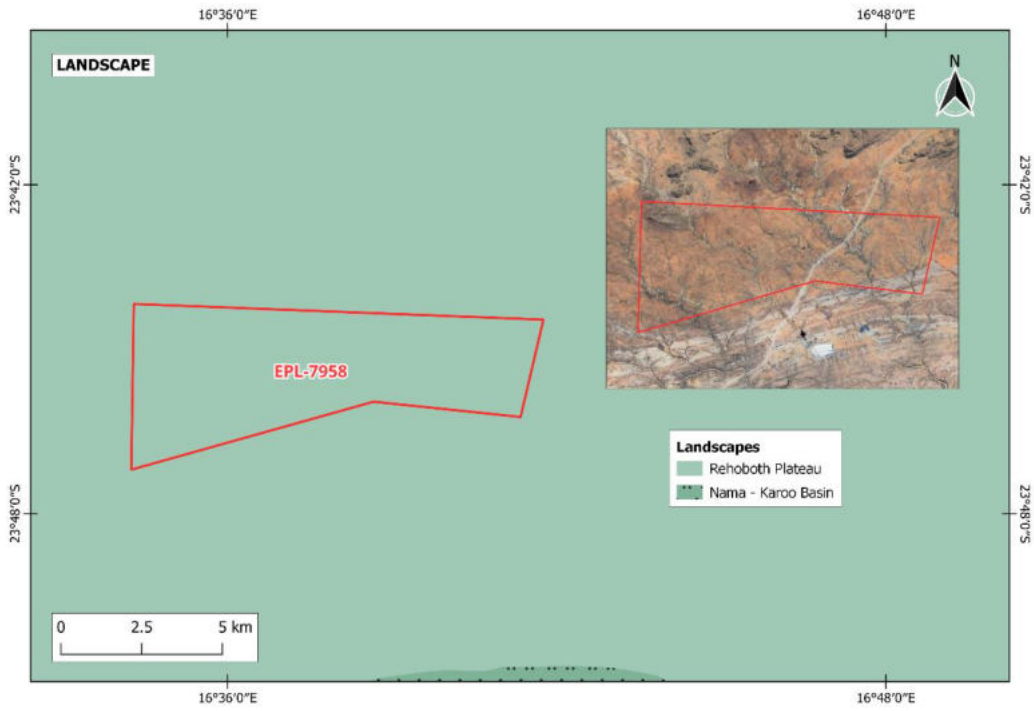 16°36'0"E
16°48'0"E
LANDSCAPE
N
23°42'0"S
23°42'0"S
EPL-7958
Landscapes
Rehoboth Plateau
Nama - Karoo Basin
23°48'0"S
23°48'0"S
0 2.5 5 km
16°36'0"E
16°48'0"E